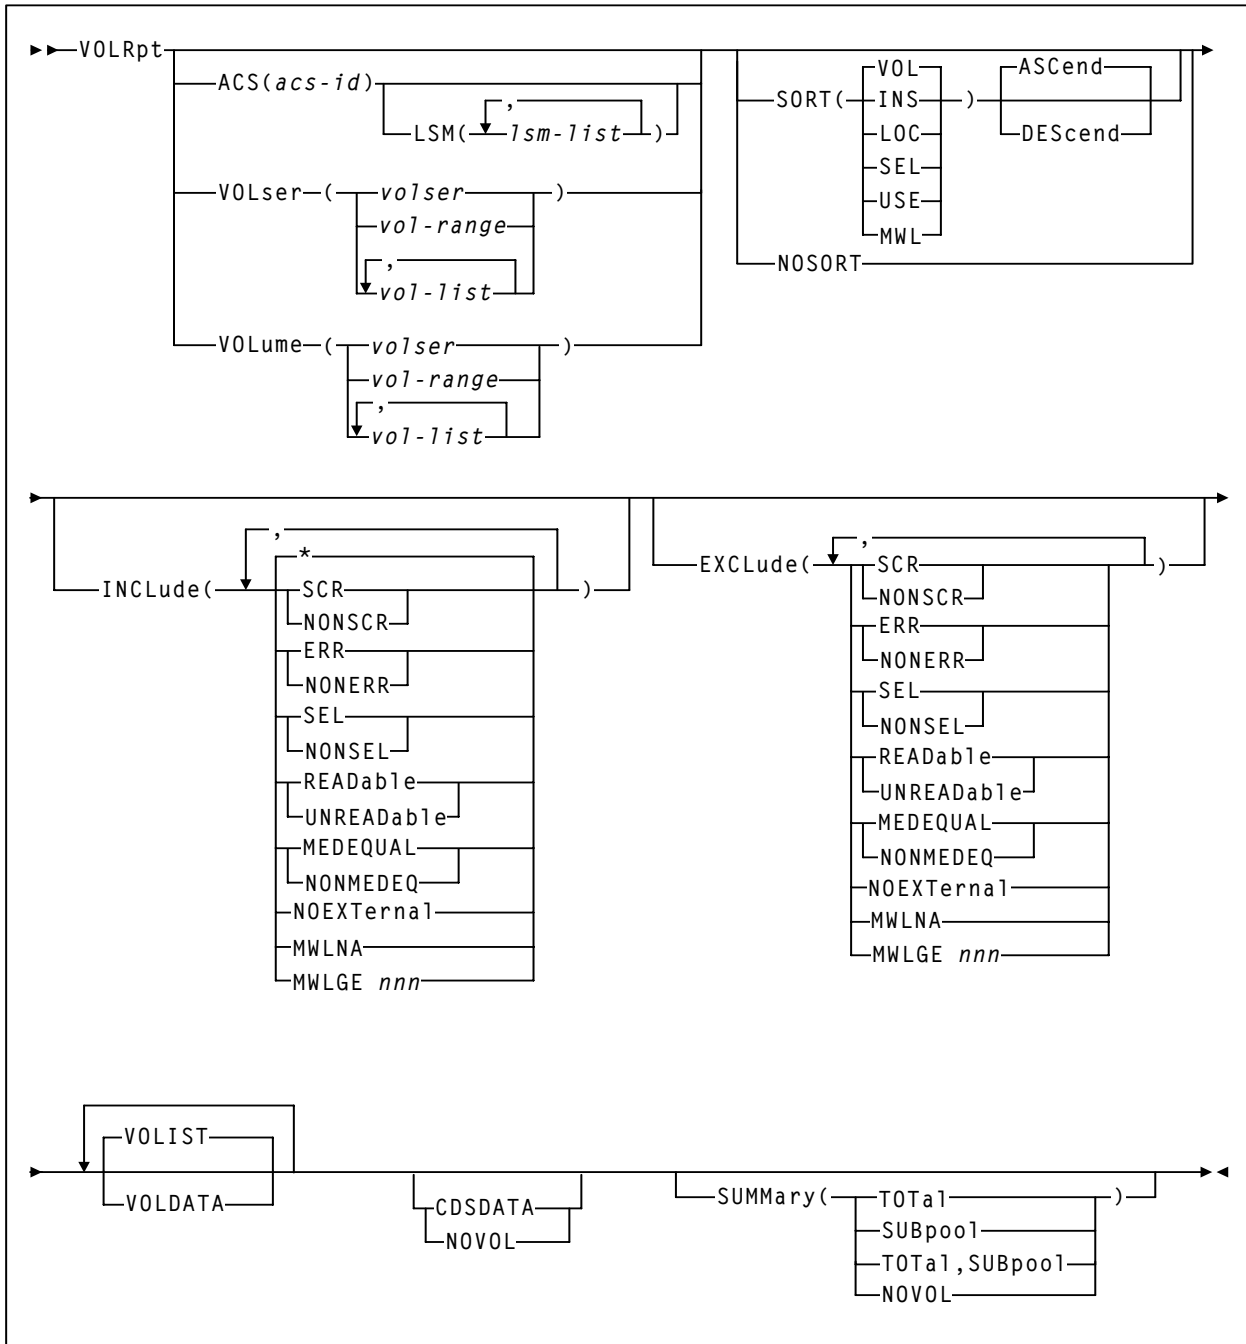 VOLRpt
ACS(acs-id)
,
LSM( lsm-list )
VOLser ( volser )
vol-range
,
vol-list
VOLume ( volser )
vol-range
,
vol-list
SORT( VOL ) ASCend
INS
LOC DEScend
SEL
USE
MWL
NOSORT
INCLude( , )
*
SCR
NONSCR
ERR
NONERR
SEL
NONSEL
READable
UNREADable
MEDEQUAL
NONMEDEQ
NOEXTernal
MWLNA
MWLGE nnn
EXCLude( , )
SCR
NONSCR
ERR
NONERR
SEL
NONSEL
READable
UNREADable
MEDEQUAL
NONMEDEQ
NOEXTernal
MWLNA
MWLGE nnn
VOLIST
VOLDATA
CDSDATA
NOVOL
SUMMary( TOTal )
SUBpool
TOTal,SUBpool
NOVOL